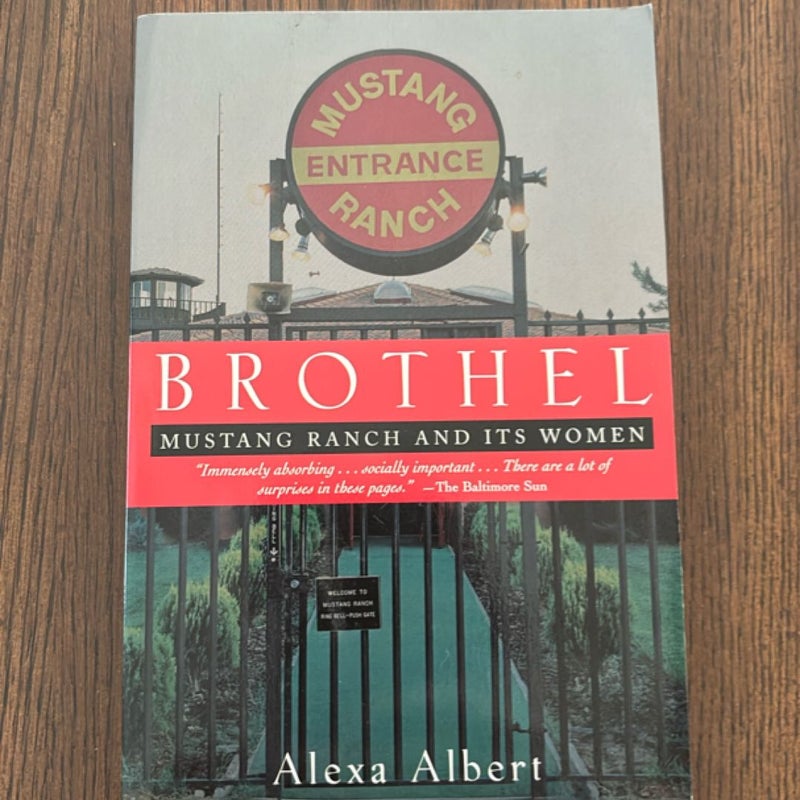 MUSTANG
ENTRANCE
RANCH
BROTHEL
MUSTANG RANCH AND ITS WOMEN
"Immensely absorbing . . . socially important . . . There are a lot of
surprises in these pages." —The Baltimore Sun
WELCOME TO
MUSTANG RANCH
RING BELL-PUSH GATE
Alexa Albert